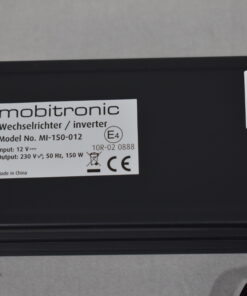 mobitronic
Wechselrichter / inverter
Model No. MI-150-012
Input: 12 V⎓
Output: 230 V∿; 50 Hz, 150 W
E4
10R-02 0888
CE
Made in China